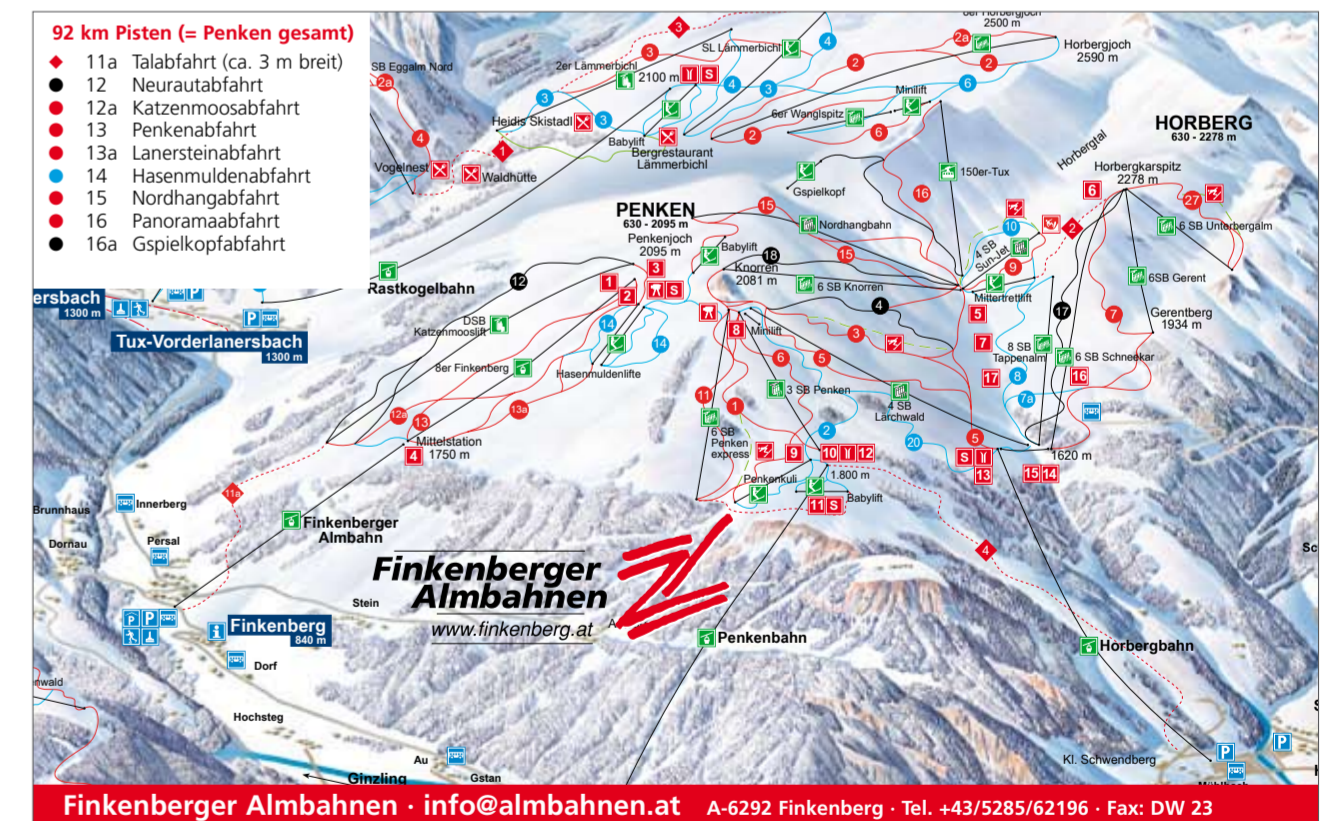 92 km Pisten (= Penken gesamt)
11a Talabfahrt (ca. 3 m breit)
12 Neurautabfahrt
12a Katzenmoosabfahrt
13 Penkenabfahrt
13a Lanersteinabfahrt
14 Hasenmuldenabfahrt
15 Nordhangabfahrt
16 Panoramaabfahrt
16a Gspielkopfabfahrt
2500 m
Horbergjoch
2590 m
SL Lämmerbichl
2er Lämmerbichl
2100 m
SB Eggalm Nord
Heidis Skistadl
Babylift
Bergrestaurant
Lämmerbichl
Vogelnest
Waldhütte
6er Wanglspitz
Minilift
HORBERG
630 - 2278 m
Horbergtal
Horbergkarspitz
2278 m
150er-Tux
Gspielkopf
PENKEN
630 - 2095 m
Penkenjoch
2095 m
Nordhangbahn
Babylift
Knorren
2081 m
6 SB Knorren
4 SB
Sun-Jet
6 SB Unterbergalm
6SB Gerent
Mittertrettlift
Gerentberg
1934 m
Rastkogelbahn
ersbach
1300 m
Tux-Vorderlanersbach
1300 m
DSB
Katzenmooslift
8er Finkenberg
Hasenmuldenlifte
Minilift
8 SB
Tappenalm
6 SB Schneekar
3 SB Penken
4 SB
Lärchwald
6 SB
Penken
express
Mittelstation
1750 m
1620 m
Penkenkuli
1.800 m
Babylift
Brunnhaus
Innerberg
Dornau
Persal
Finkenberger
Almbahn
Stein
Finkenberger
Almbahnen
www.finkenberg.at
Finkenberg
840 m
Dorf
Penkenbahn
Horbergbahn
Hochsteg
Au
Gstan
Ginzling
Kl. Schwendberg
Finkenberger Almbahnen · info@almbahnen.at A-6292 Finkenberg · Tel. +43/5285/62196 · Fax: DW 23